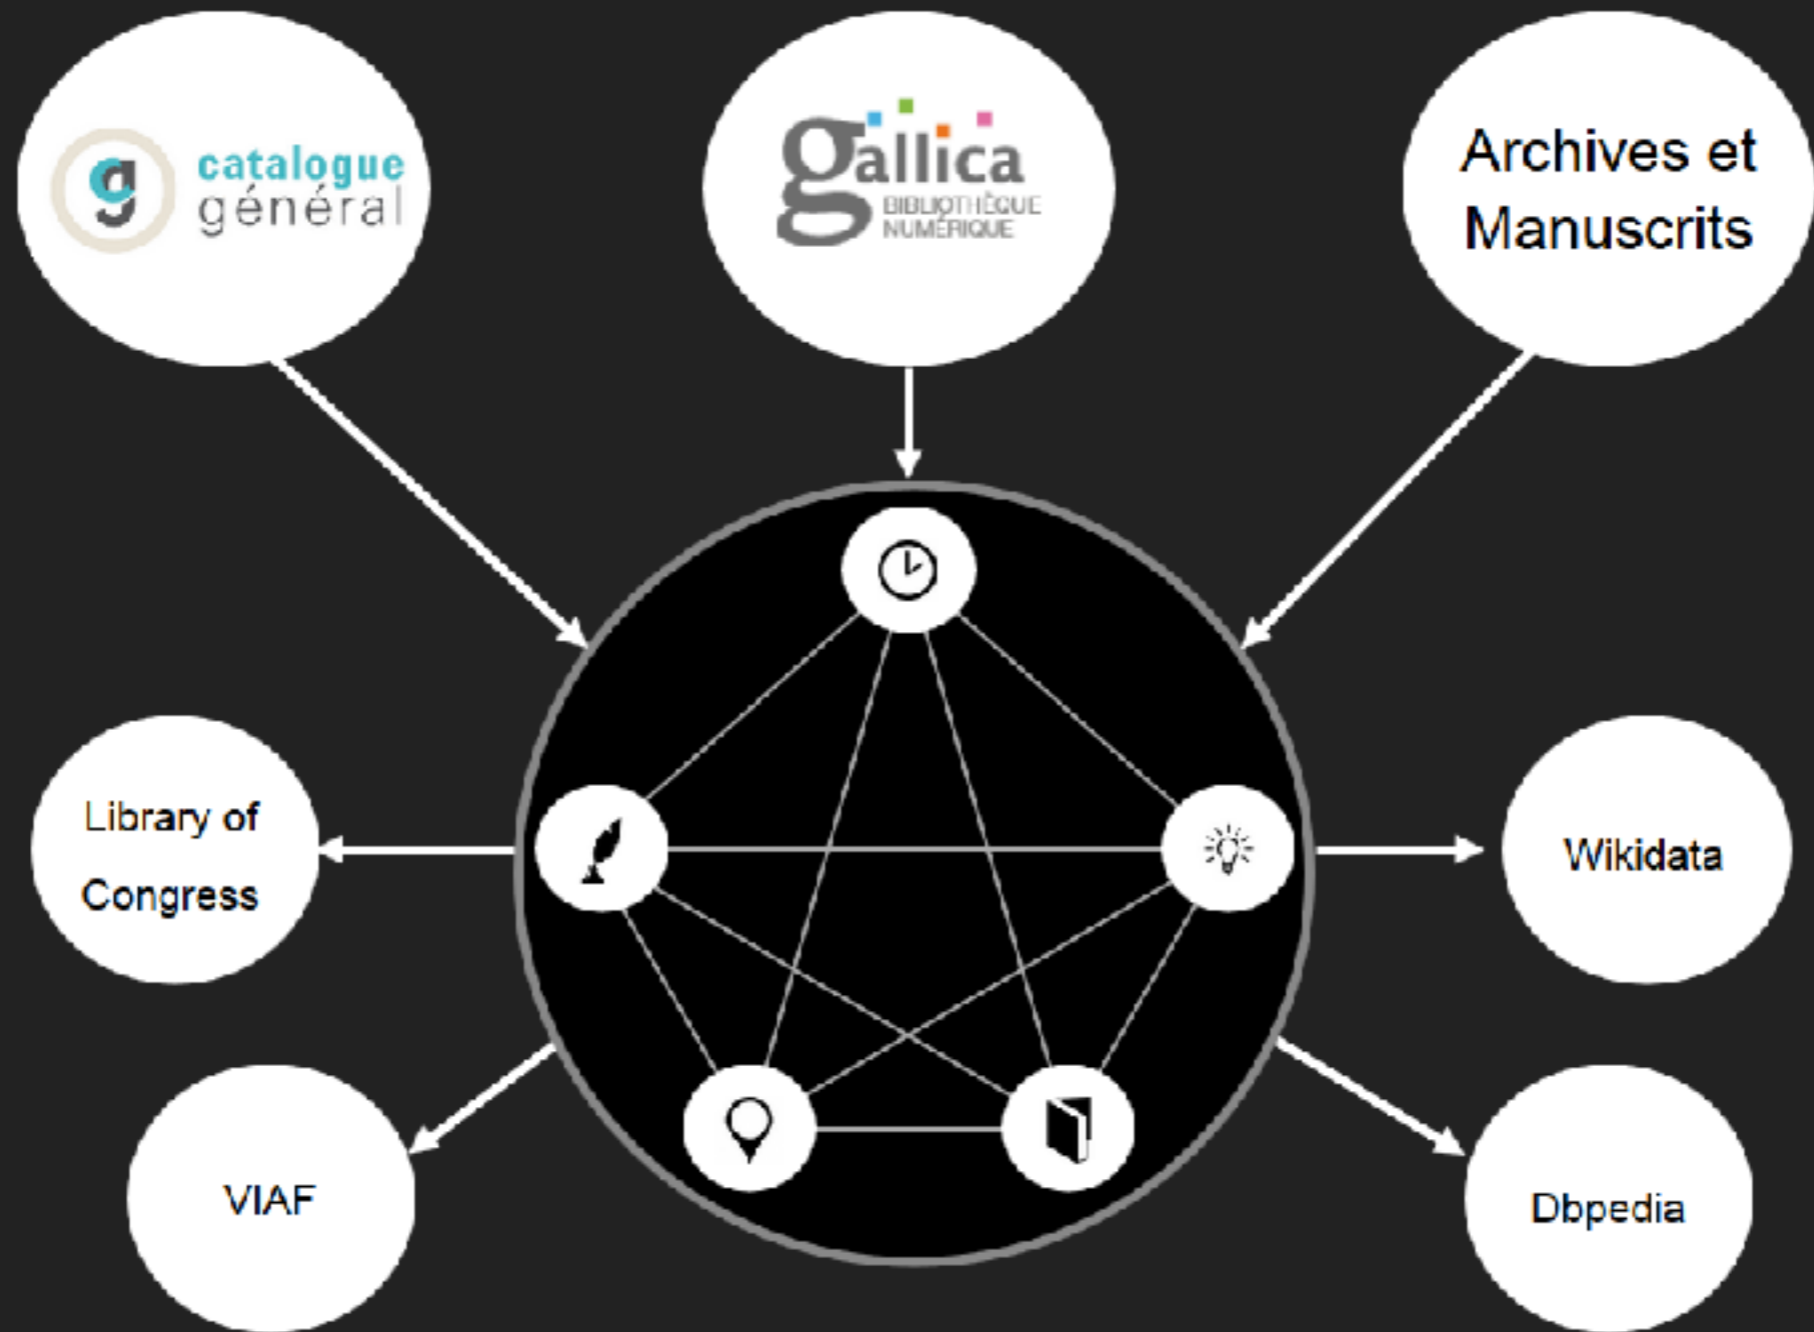 catalogue
général
gallica
BIBLIOTHÈQUE
NUMÉRIQUE
Archives et
Manuscrits
Library of
Congress
Wikidata
VIAF
Dbpedia